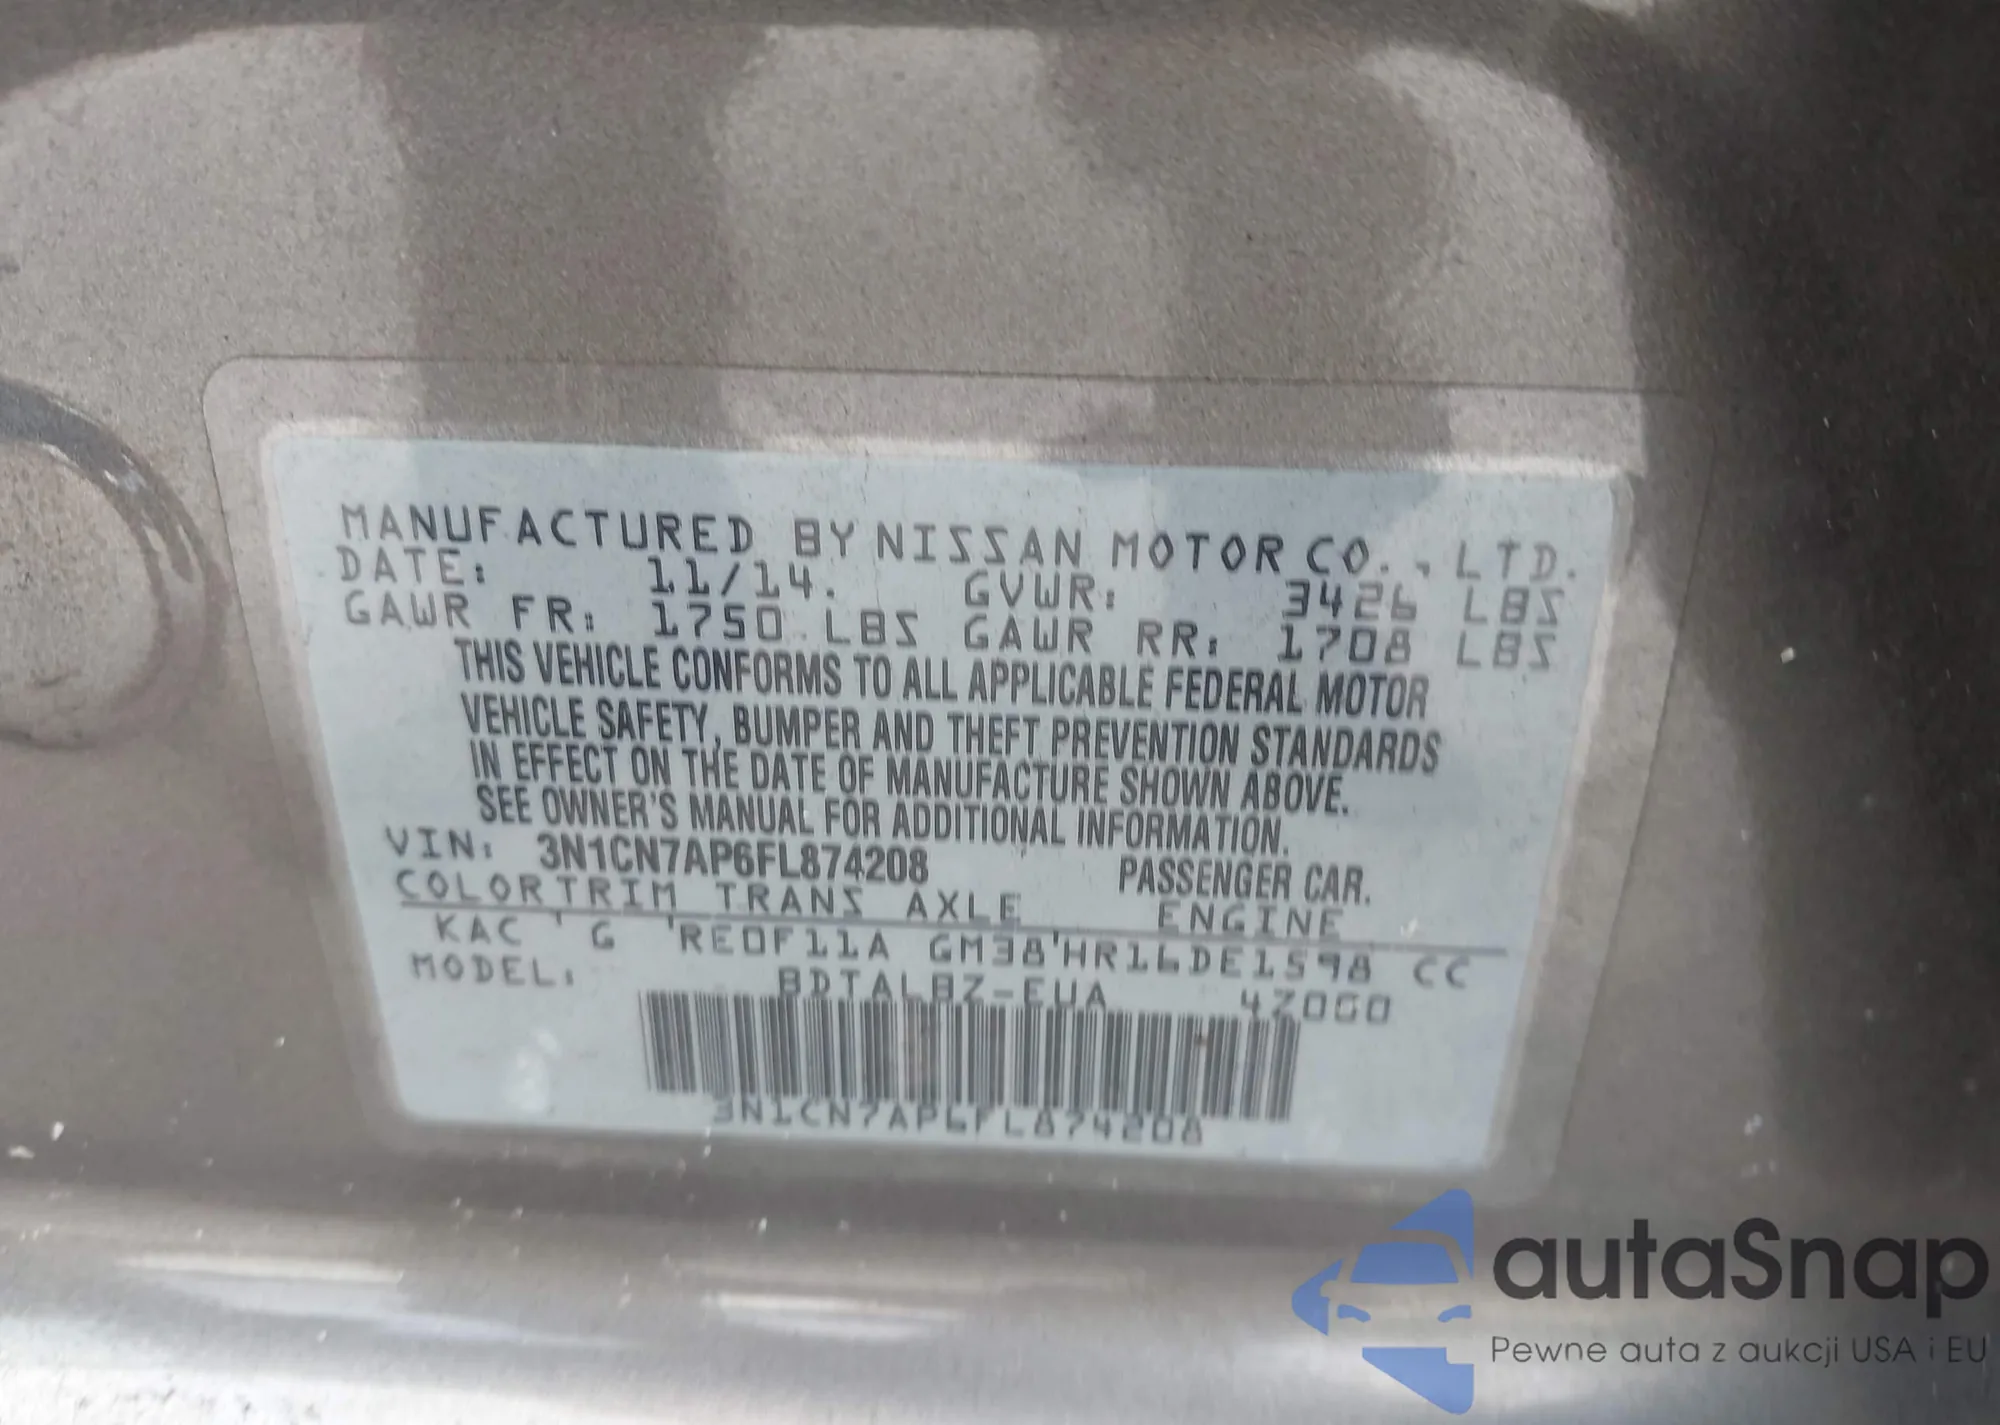 MANUFACTURED BY NISSAN MOTOR CO., LTD.
DATE: 11/14. GVWR: 3426 LBS
GAWR FR: 1750 LBS GAWR RR: 1708 LBS
THIS VEHICLE CONFORMS TO ALL APPLICABLE FEDERAL MOTOR
VEHICLE SAFETY, BUMPER AND THEFT PREVENTION STANDARDS
IN EFFECT ON THE DATE OF MANUFACTURE SHOWN ABOVE.
SEE OWNER'S MANUAL FOR ADDITIONAL INFORMATION.
VIN: 3N1CN7AP6FL874208 PASSENGER CAR.
COLOR TRIM TRANS AXLE ENGINE
KAC ' G 'RE0F11A GM38'HR16DE1598 CC
MODEL: BDTALBZ-EUA 4Z0G0
3N1CN7AP6FL874208
autaSnap
Pewne auta z aukcji USA i EU